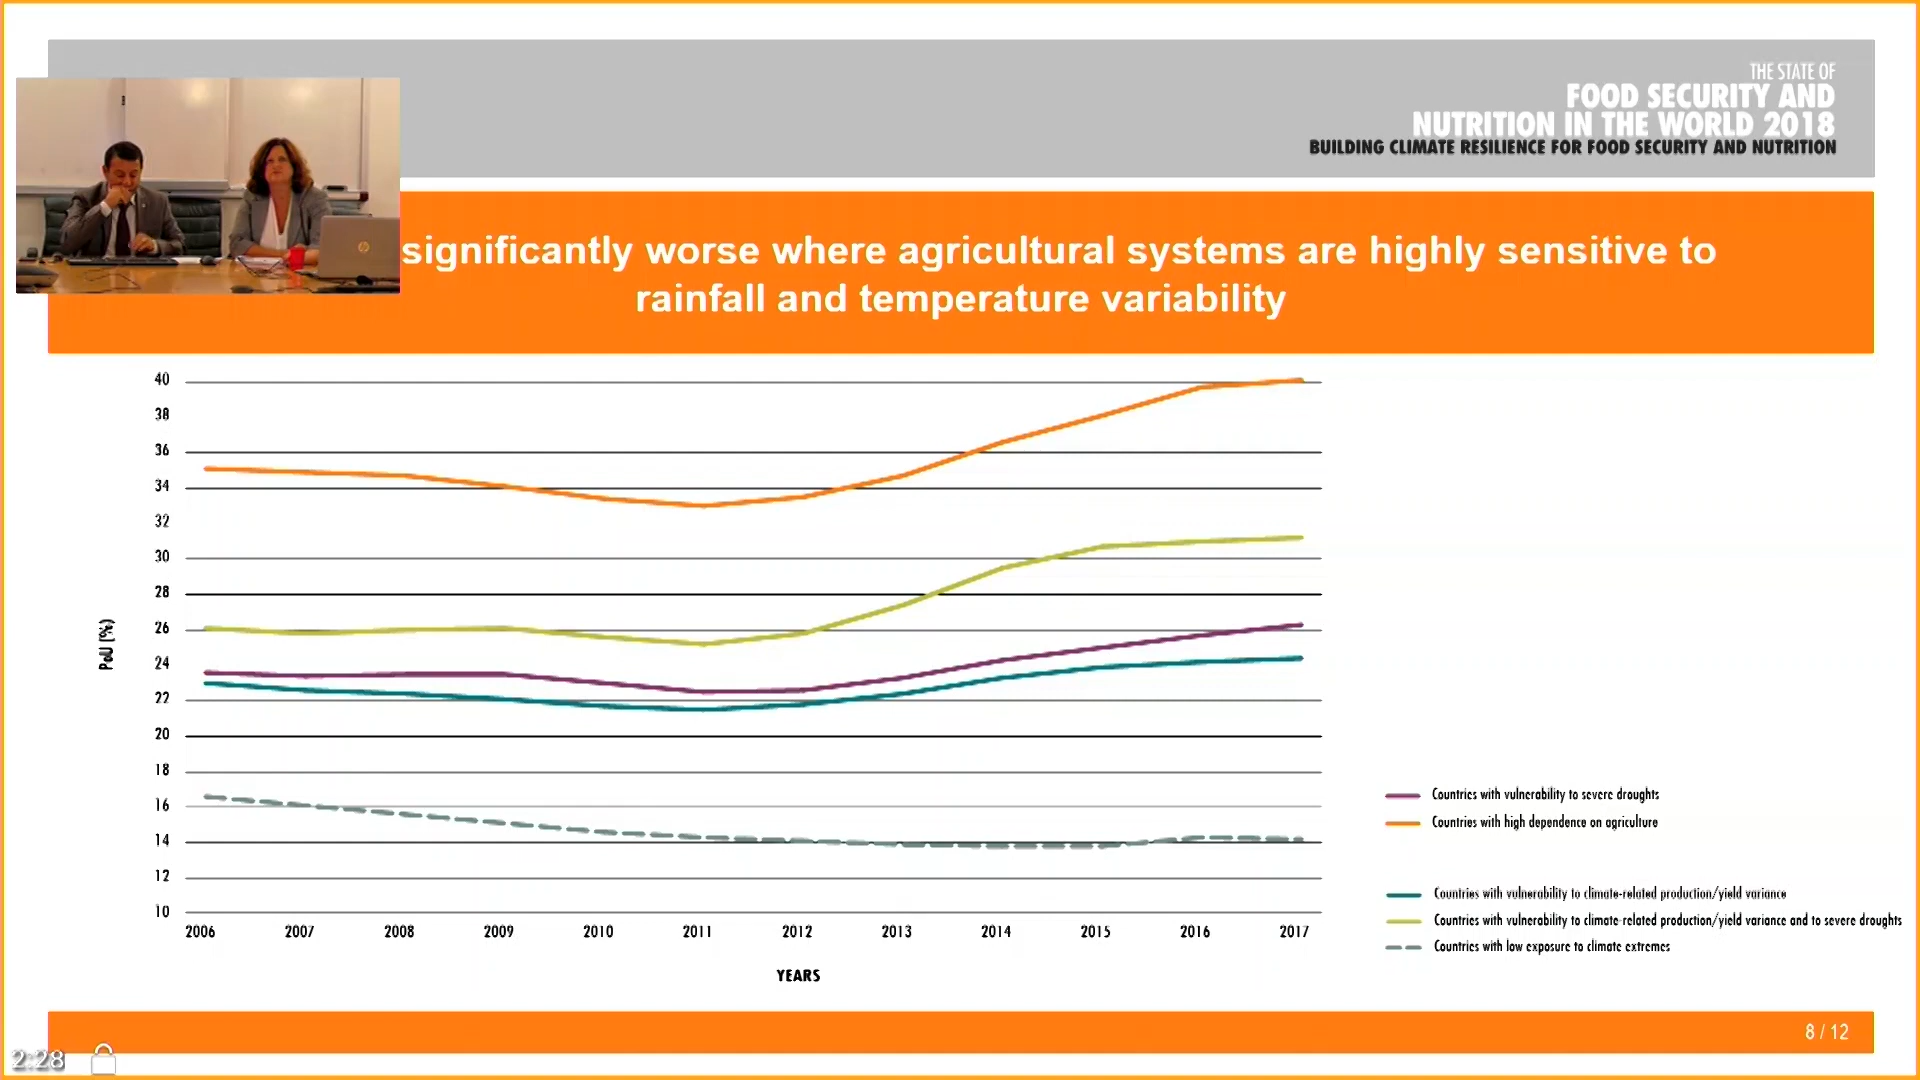 THE STATE OF
FOOD SECURITY AND
NUTRITION IN THE WORLD 2018
BUILDING CLIMATE RESILIENCE FOR FOOD SECURITY AND NUTRITION
significantly worse where agricultural systems are highly sensitive to
rainfall and temperature variability
40
38
36
34
32
30
28
26
24
22
20
18
16
14
12
10
PoU (%)
2006 2007 2008 2009 2010 2011 2012 2013 2014 2015 2016 2017
YEARS
Countries with vulnerability to severe droughts
Countries with high dependence on agriculture
Countries with vulnerability to climate-related production/yield variance
Countries with vulnerability to climate-related production/yield variance and to severe droughts
Countries with low exposure to climate extremes
8 / 12
2:28
hp